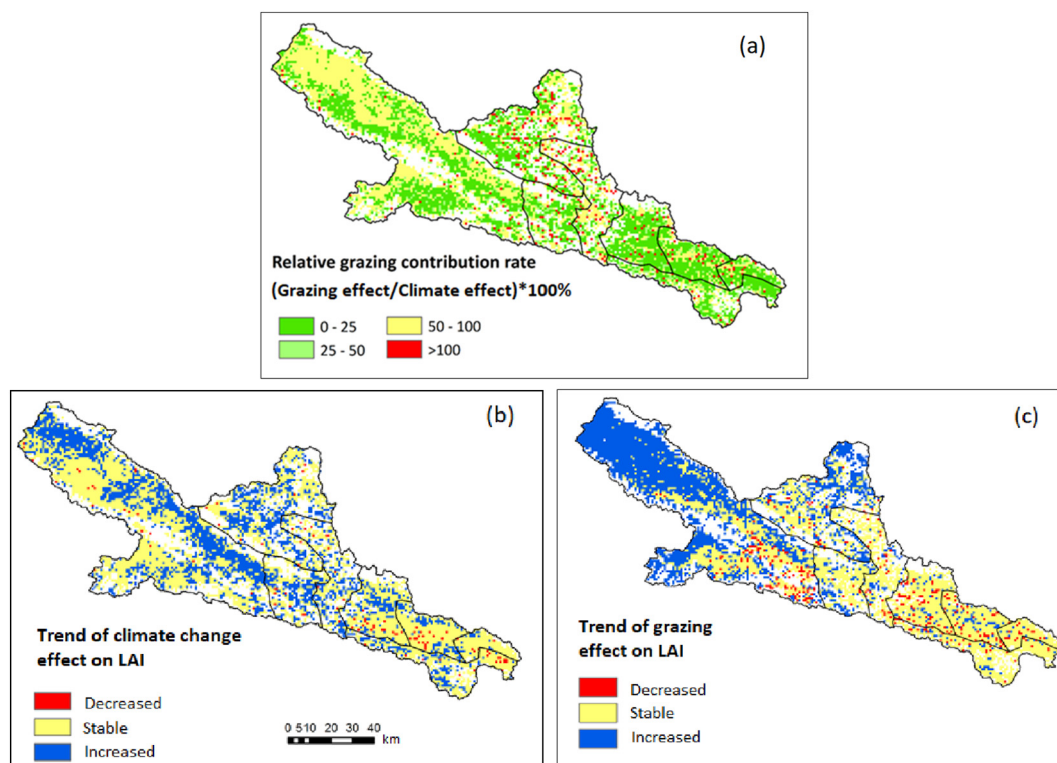 (a)
Relative grazing contribution rate
(Grazing effect/Climate effect)*100%
0 - 25
50 - 100
25 - 50
>100
(b)
Trend of climate change
effect on LAI
Decreased
Stable
Increased
0 5 10 20 30 40
km
(c)
Trend of grazing
effect on LAI
Decreased
Stable
Increased